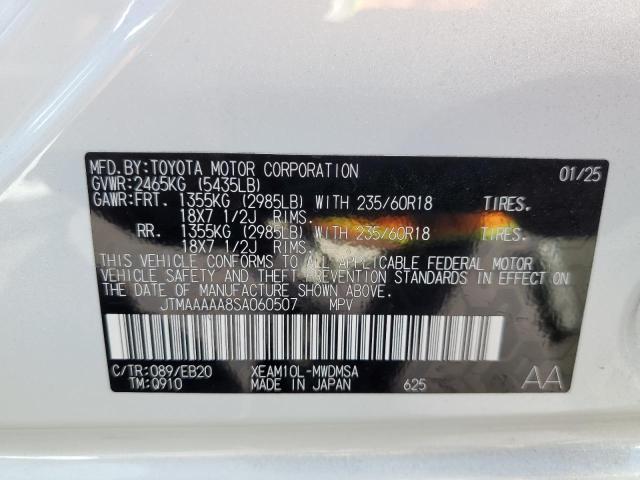 MFD.BY:TOYOTA MOTOR CORPORATION 01/25
GVWR:2465KG (5435LB)
GAWR:FRT. 1355KG (2985LB) WITH 235/60R18 TIRES.
18X7 1/2J RIMS.
RR. 1355KG (2985LB) WITH 235/60R18 TIRES.
18X7 1/2J RIMS.
THIS VEHICLE CONFORMS TO ALL APPLICABLE FEDERAL MOTOR
VEHICLE SAFETY AND THEFT PREVENTION STANDARDS IN EFFECT
ON THE DATE OF MANUFACTURE SHOWN ABOVE.
JTMAAAAA8SA060507 MPV
C/TR:089/EB20 XEAM10L-MWDMSA
TM:Q910 MADE IN JAPAN 625 AA